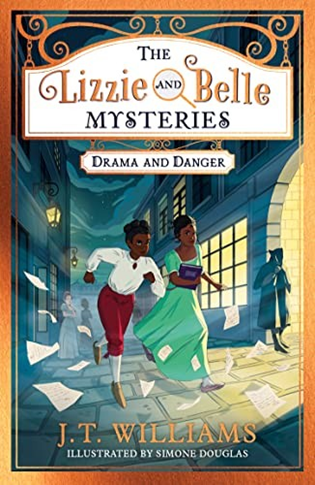 THE
Lizzie AND Belle
MYSTERIES
DRAMA AND DANGER
J.T. WILLIAMS
ILLUSTRATED BY SIMONE DOUGLAS